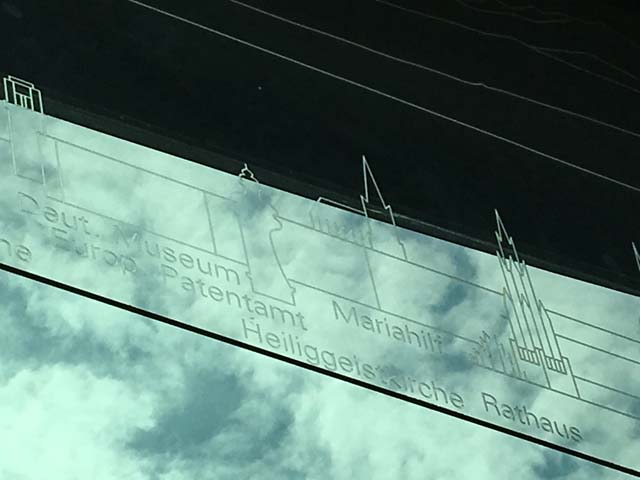 Deut. Museum
Europ Patentamt Mariahilf
Heiliggeistkirche Rathaus